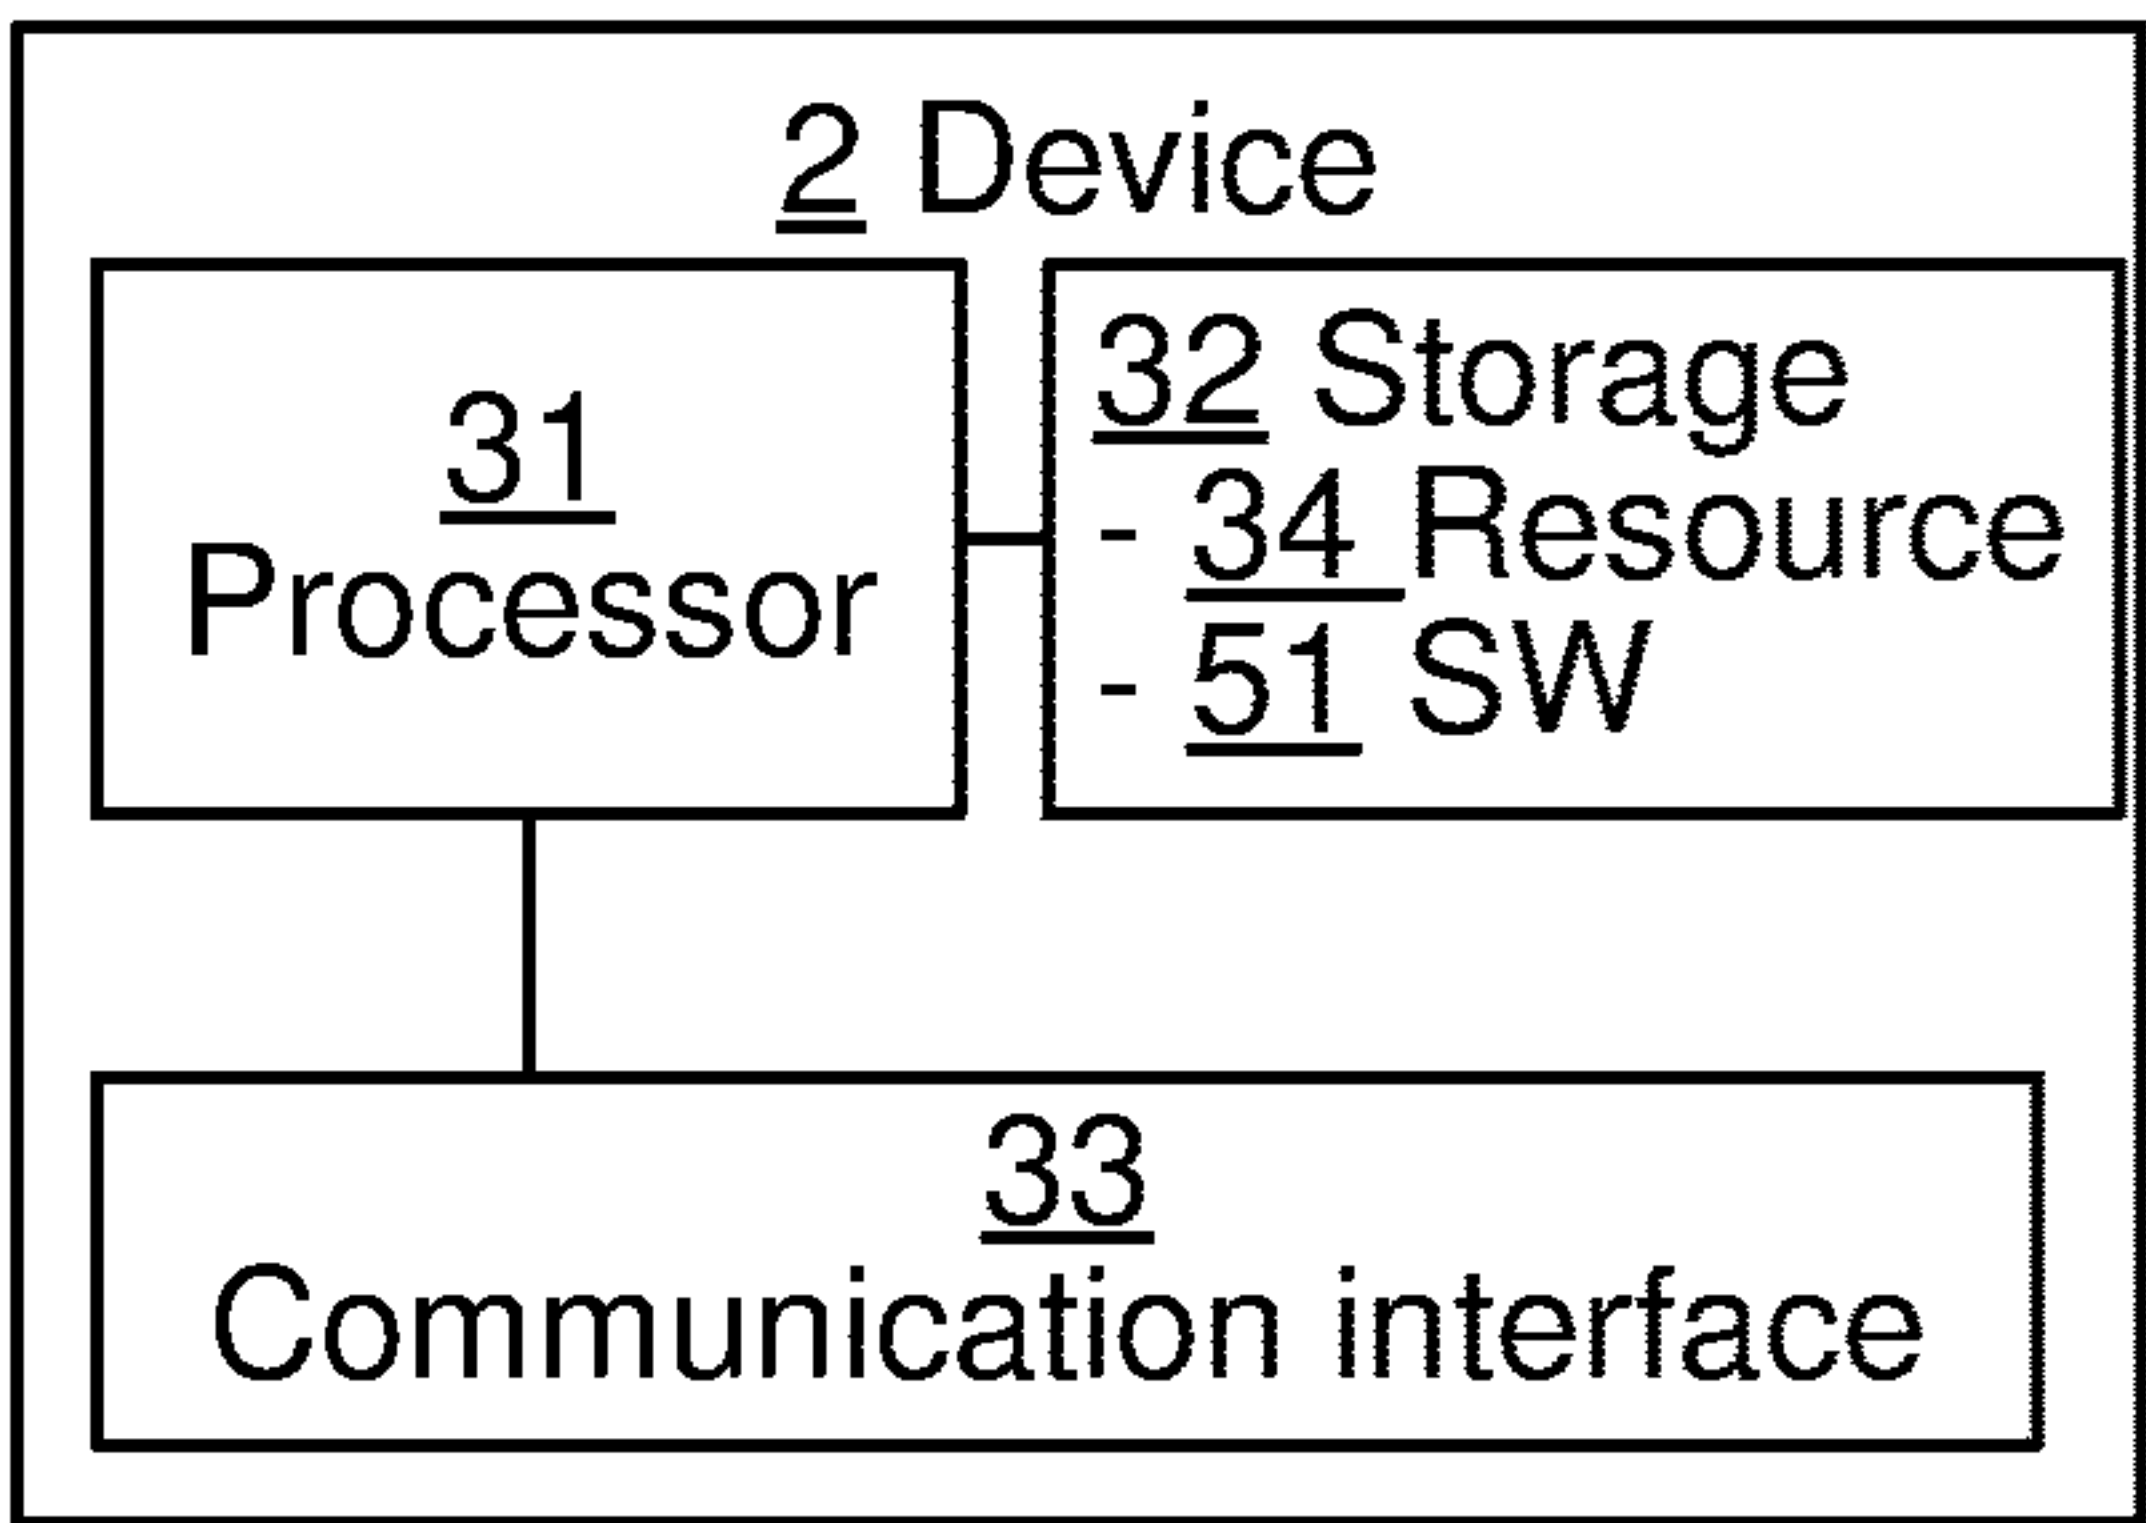 2 Device
31
Processor
32 Storage
- 34 Resource
- 51 SW
33
Communication interface